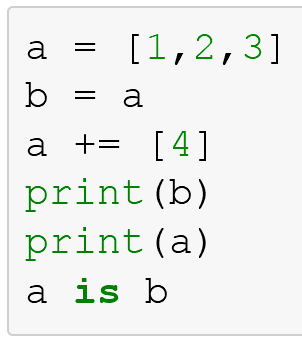 a = [1,2,3]
b = a
a += [4]
print(b)
print(a)
a is b